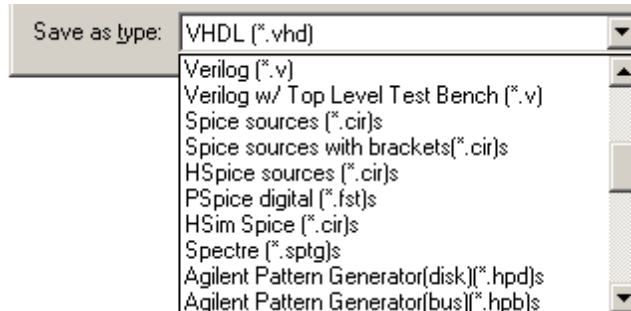 Save as type: VHDL (*.vhd)
Verilog (*.v)
Verilog w/ Top Level Test Bench (*.v)
Spice sources (*.cir)s
Spice sources with brackets(*.cir)s
HSpice sources (*.cir)s
PSpice digital (*.fst)s
HSim Spice (*.cir)s
Spectre (*.sptg)s
Agilent Pattern Generator(disk)(*.hpd)s
Agilent Pattern Generator(bus)(*.hpb)s